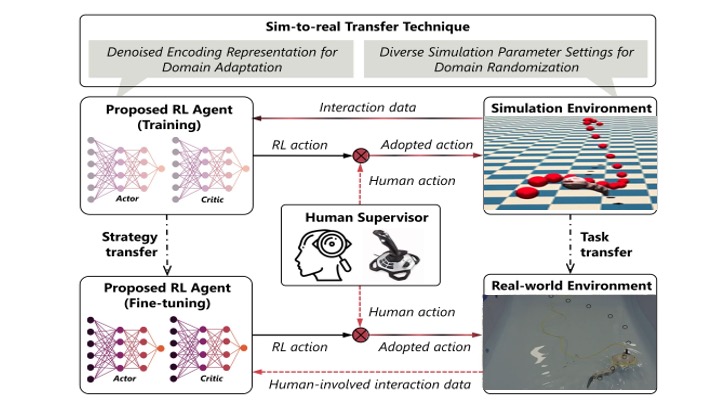 Sim-to-real Transfer Technique
Denoised Encoding Representation for
Domain Adaptation
Diverse Simulation Parameter Settings for
Domain Randomization
Proposed RL Agent
(Training)
Actor
Critic
Interaction data
RL action
Adopted action
Human action
Simulation Environment
Human Supervisor
Strategy
transfer
Task
transfer
Proposed RL Agent
(Fine-tuning)
Actor
Critic
Human action
RL action
Adopted action
Human-involved interaction data
Real-world Environment